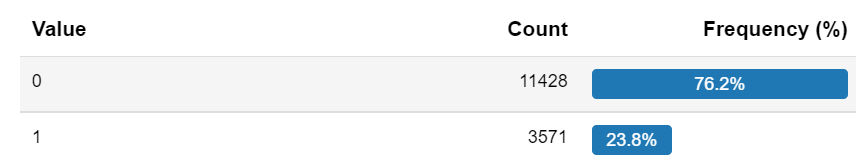 Value Count Frequency (%)
0 11428 76.2%
1 3571 23.8%